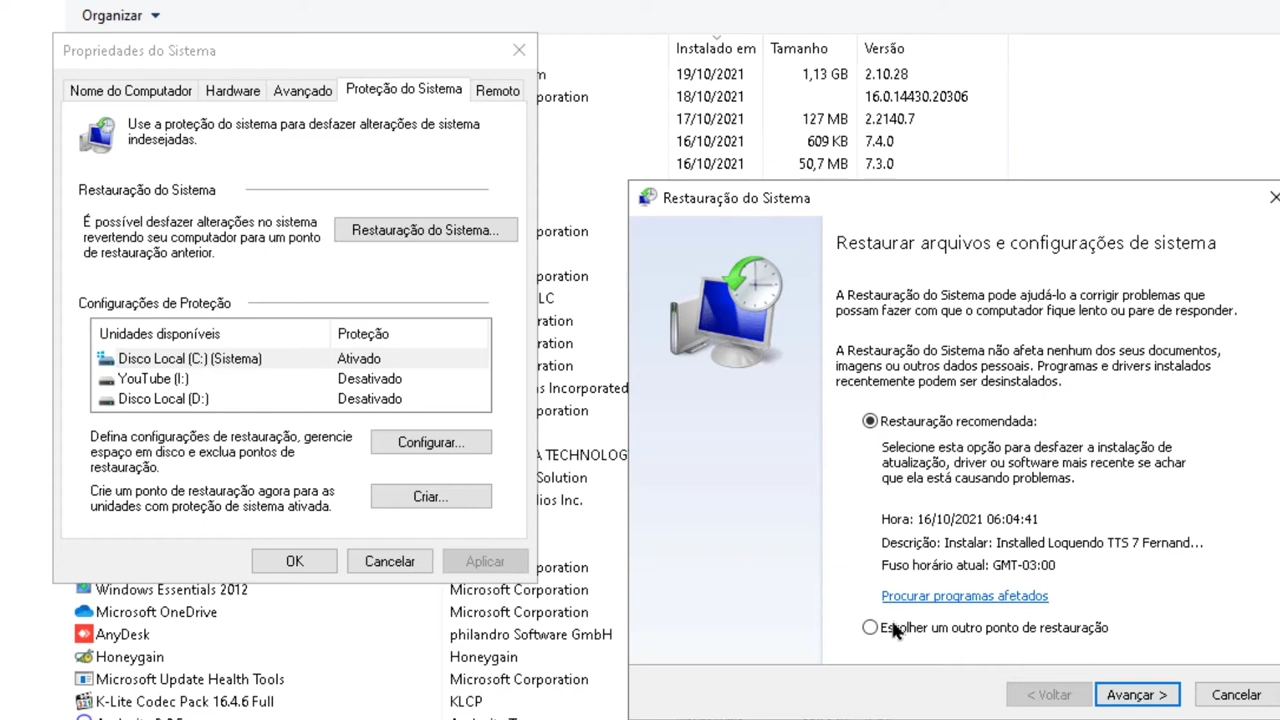 Organizar
Propriedades do Sistema
Nome do Computador Hardware Avançado Proteção do Sistema Remoto
Use a proteção do sistema para desfazer alterações de sistema
indesejadas.
Restauração do Sistema
É possível desfazer alterações no sistema
revertendo seu computador para um ponto
de restauração anterior.
Restauração do Sistema...
Configurações de Proteção
Unidades disponíveis Proteção
Disco Local (C:) (Sistema) Ativado
YouTube (I:) Desativado
Disco Local (D:) Desativado
Defina configurações de restauração, gerencie
espaço em disco e exclua pontos de
restauração.
Configurar...
Crie um ponto de restauração agora para as
unidades com proteção de sistema ativada.
Criar...
OK Cancelar Aplicar
Instalado em Tamanho Versão
m 19/10/2021 1,13 GB 2.10.28
poration 18/10/2021 16.0.14430.20306
17/10/2021 127 MB 2.2140.7
16/10/2021 609 KB 7.4.0
16/10/2021 50,7 MB 7.3.0
poration
poration
LC
poration
oration
poration
s Incorporated
poration
A TECHNOLOG
Solution
dios Inc.
poration
Restauração do Sistema
Restaurar arquivos e configurações de sistema
A Restauração do Sistema pode ajudá-lo a corrigir problemas que
possam fazer com que o computador fique lento ou pare de responder.
A Restauração do Sistema não afeta nenhum dos seus documentos,
imagens ou outros dados pessoais. Programas e drivers instalados
recentemente podem ser desinstalados.
Restauração recomendada:
Selecione esta opção para desfazer a instalação de
atualização, driver ou software mais recente se achar
que ela está causando problemas.
Hora: 16/10/2021 06:04:41
Descrição: Instalar: Installed Loquendo TTS 7 Fernand...
Fuso horário atual: GMT-03:00
Procurar programas afetados
Escolher um outro ponto de restauração
< Voltar Avançar > Cancelar
Windows Essentials 2012 Microsoft Corporation
Microsoft OneDrive Microsoft Corporation
AnyDesk philandro Software GmbH
Honeygain Honeygain
Microsoft Update Health Tools Microsoft Corporation
K-Lite Codec Pack 16.4.6 Full KLCP